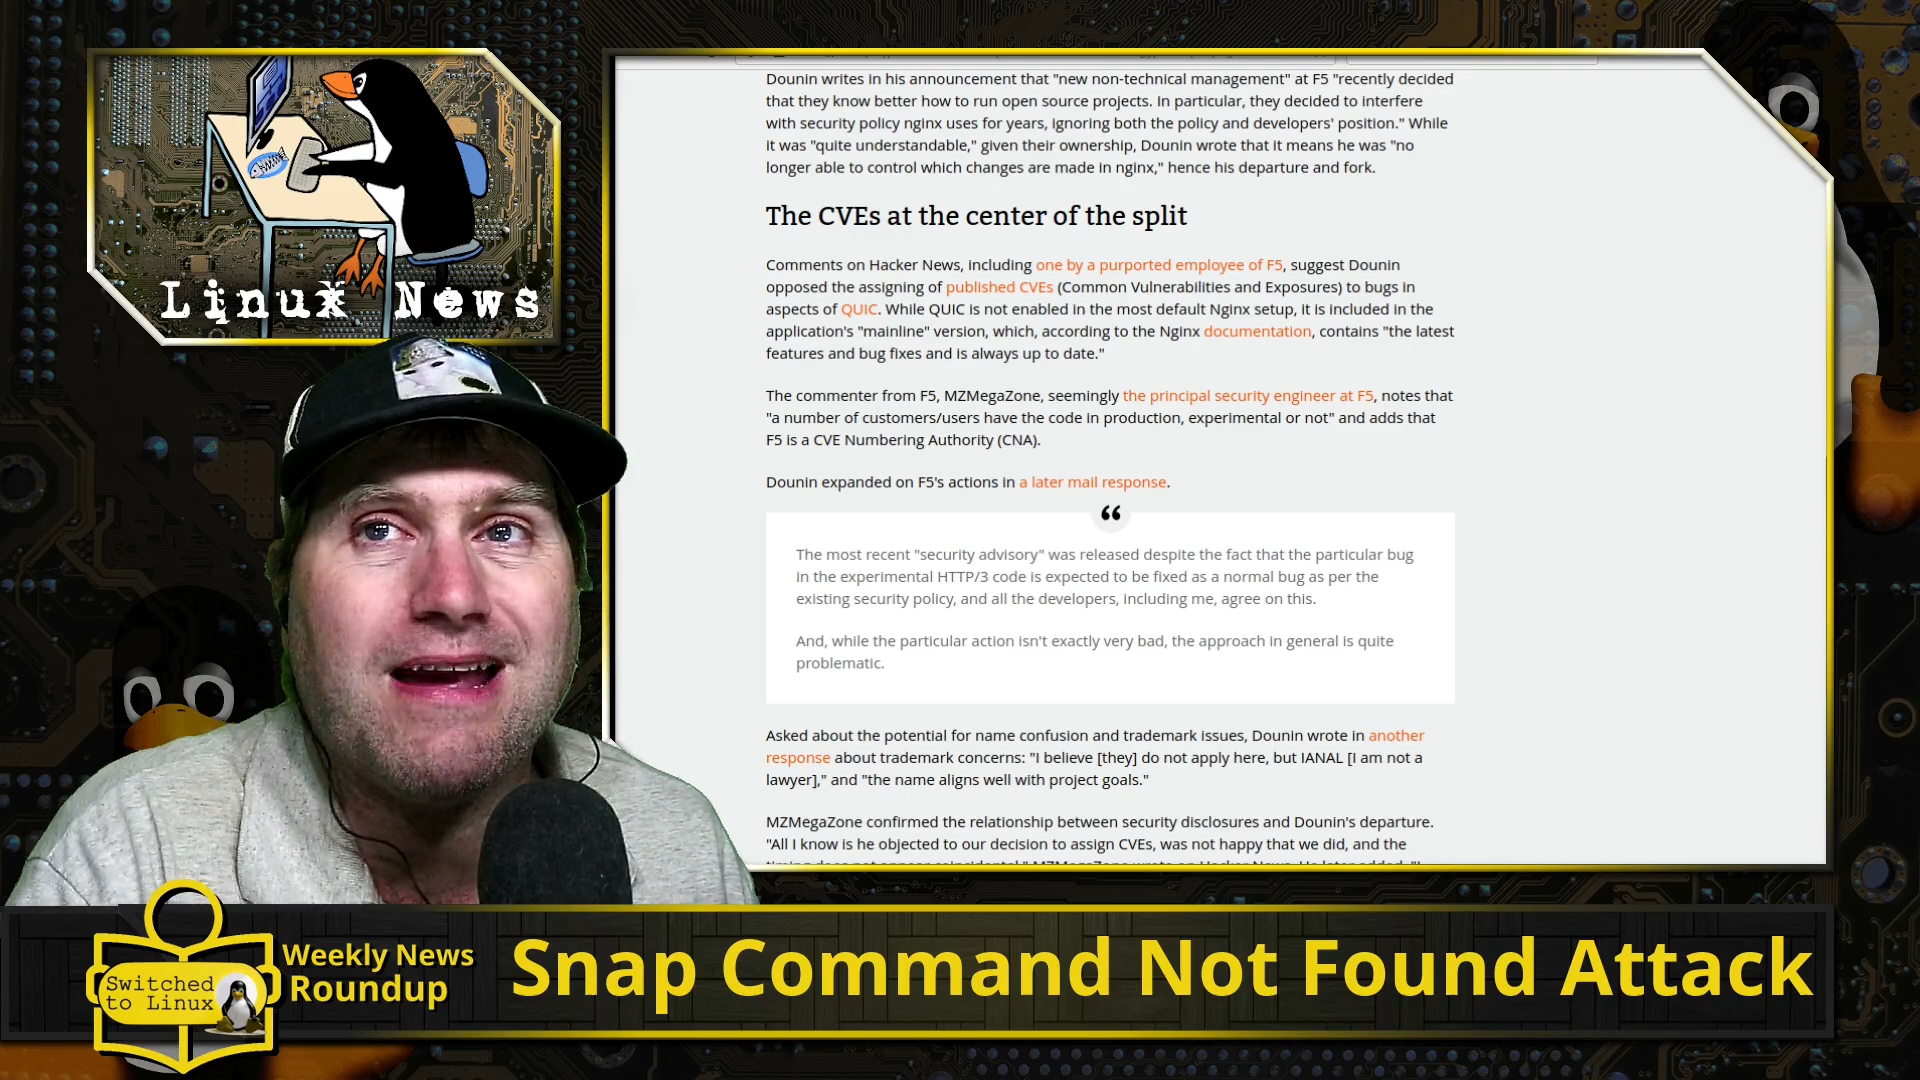 Linux News
Dounin writes in his announcement that "new non-technical management" at F5 "recently decided
that they know better how to run open source projects. In particular, they decided to interfere
with security policy nginx uses for years, ignoring both the policy and developers' position." While
it was "quite understandable," given their ownership, Dounin wrote that it means he was "no
longer able to control which changes are made in nginx," hence his departure and fork.
The CVEs at the center of the split
Comments on Hacker News, including one by a purported employee of F5, suggest Dounin
opposed the assigning of published CVEs (Common Vulnerabilities and Exposures) to bugs in
aspects of QUIC. While QUIC is not enabled in the most default Nginx setup, it is included in the
application's "mainline" version, which, according to the Nginx documentation, contains "the latest
features and bug fixes and is always up to date."
The commenter from F5, MZMegaZone, seemingly the principal security engineer at F5, notes that
"a number of customers/users have the code in production, experimental or not" and adds that
F5 is a CVE Numbering Authority (CNA).
Dounin expanded on F5's actions in a later mail response.
“
The most recent "security advisory" was released despite the fact that the particular bug
in the experimental HTTP/3 code is expected to be fixed as a normal bug as per the
existing security policy, and all the developers, including me, agree on this.
And, while the particular action isn't exactly very bad, the approach in general is quite
problematic.
Asked about the potential for name confusion and trademark issues, Dounin wrote in another
response about trademark concerns: "I believe [they] do not apply here, but IANAL [I am not a
lawyer]," and "the name aligns well with project goals."
MZMegaZone confirmed the relationship between security disclosures and Dounin's departure.
"All I know is he objected to our decision to assign CVEs, was not happy that we did, and the
Switched
to Linux
Weekly News
Roundup
Snap Command Not Found Attack